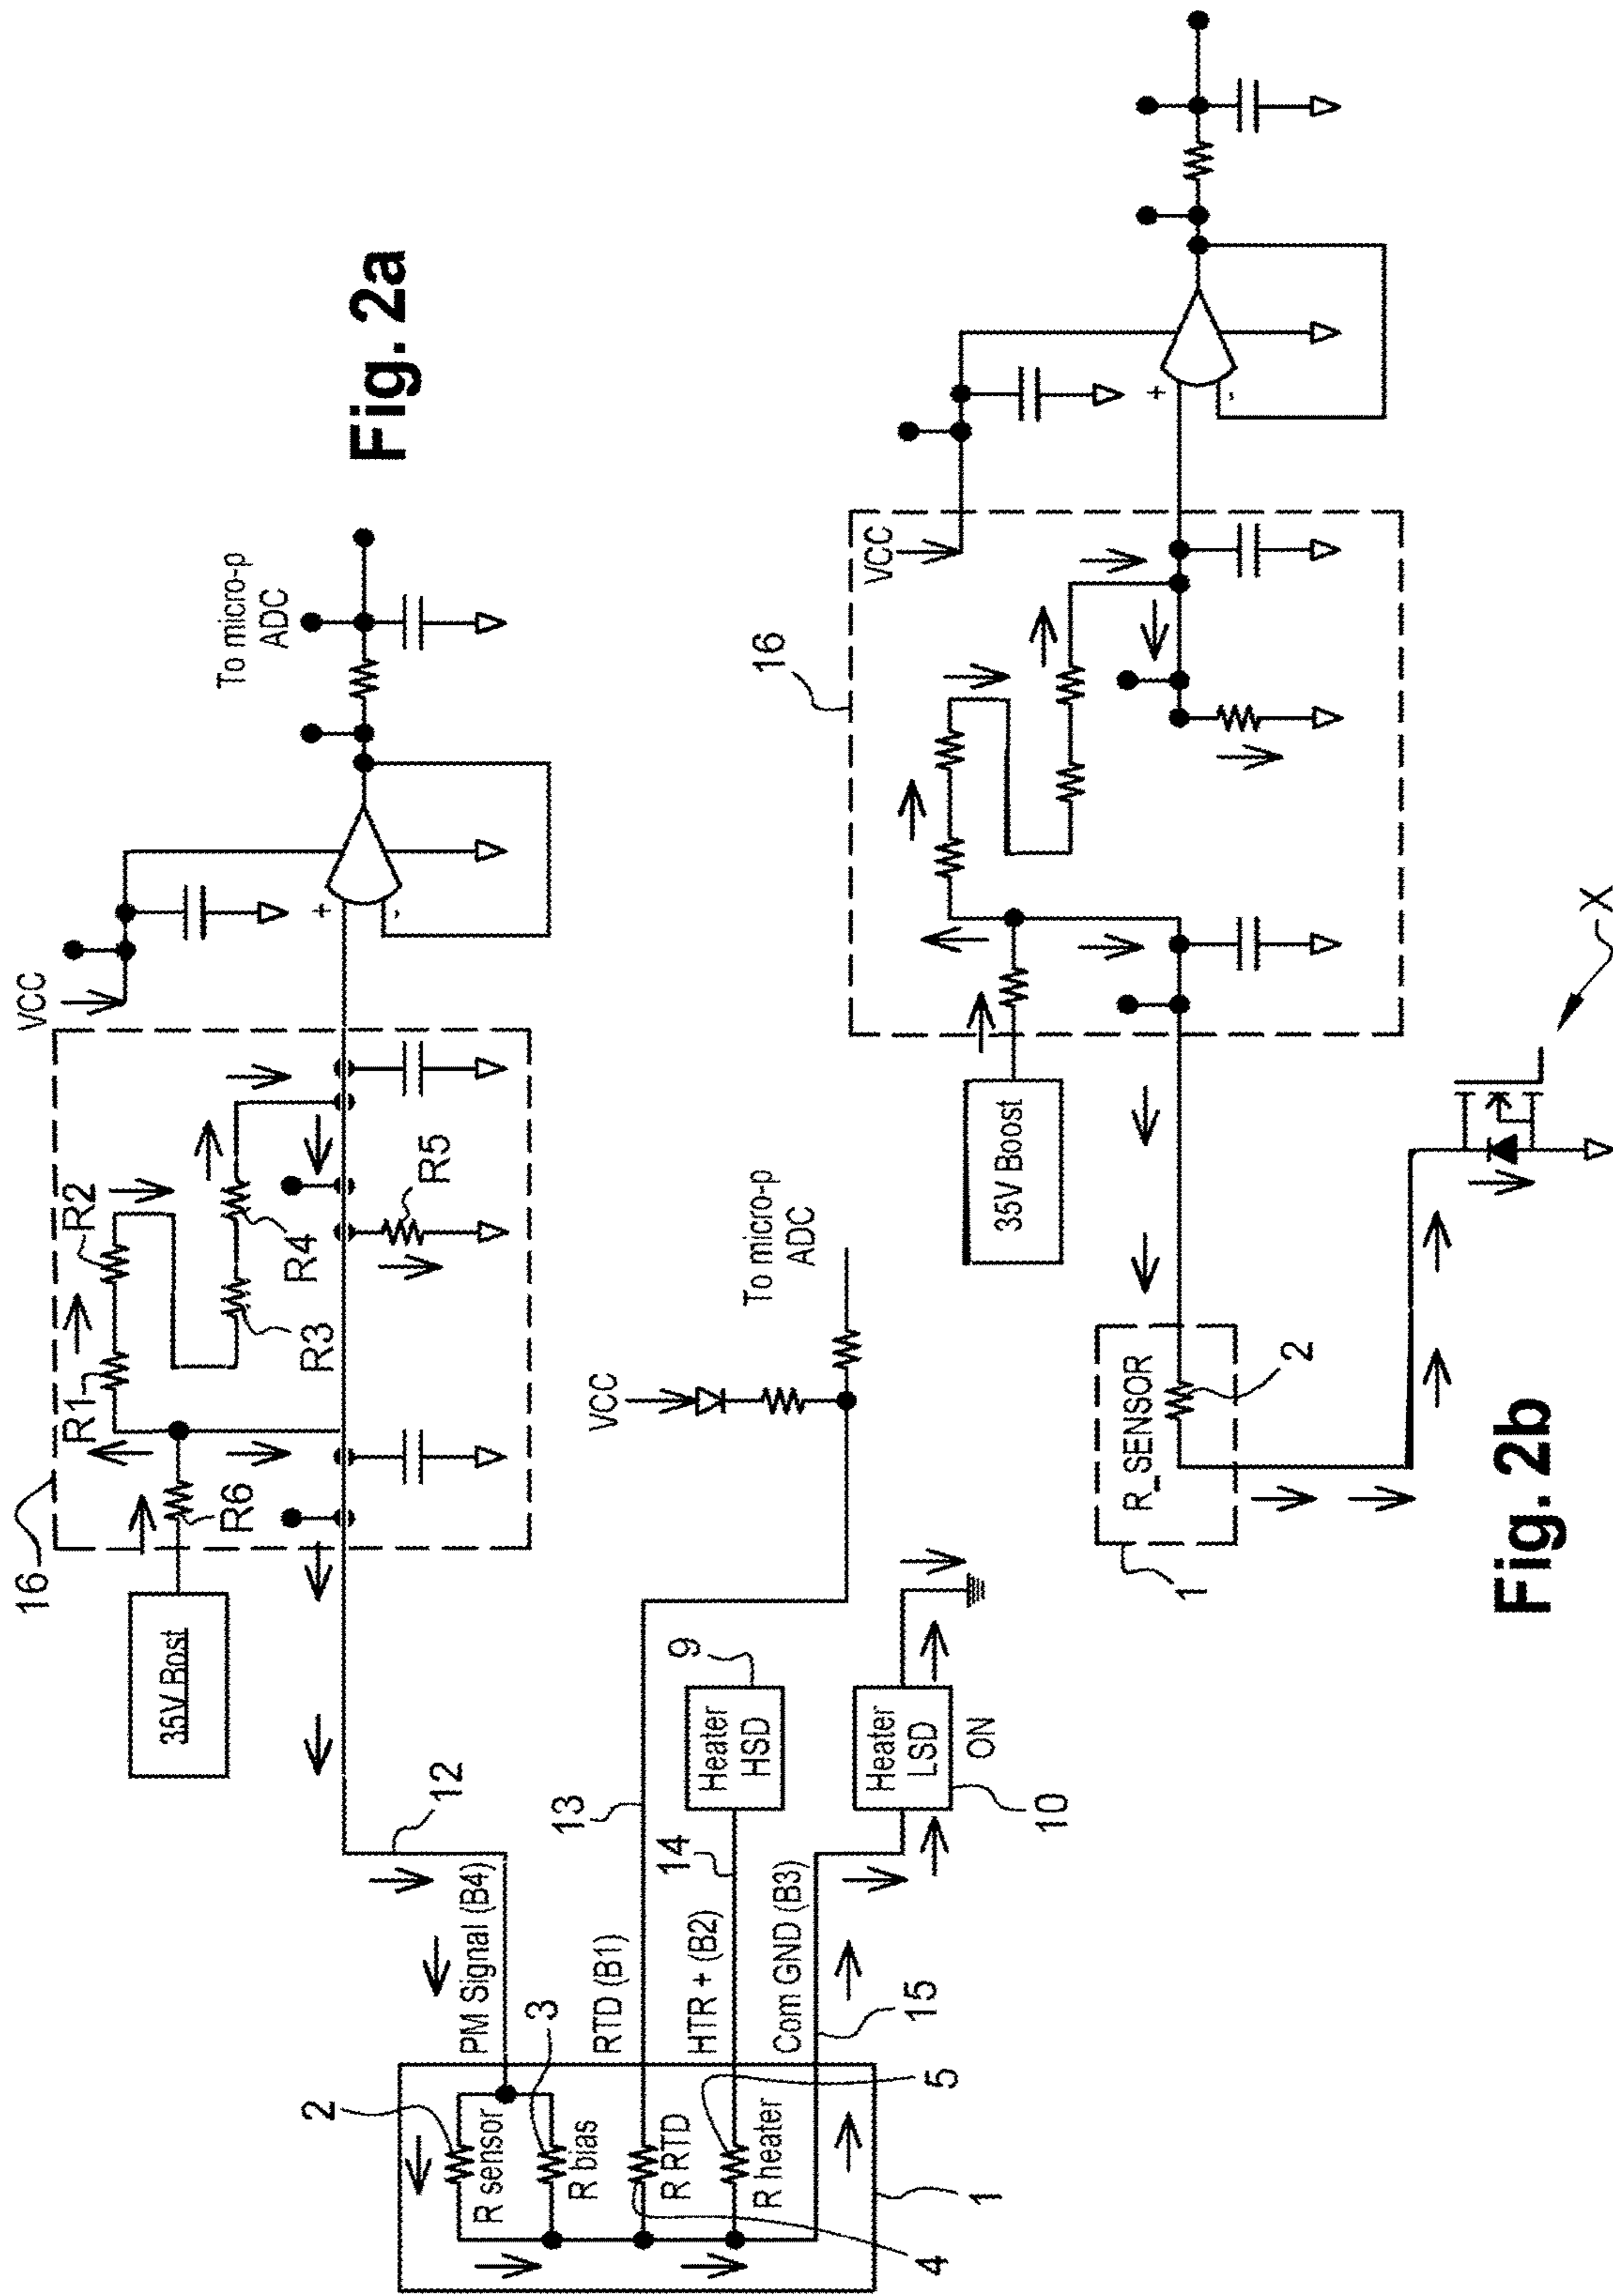 Fig. 2a
16
35V Bost
R6
R1
R2
R3
R4
R5
VCC
+
-
To micro-p
ADC
12
PM Signal (B4)
RTD (B1)
HTR + (B2)
Com GND (B3)
13
14
15
Heater
HSD
9
Heater
LSD
ON
10
VCC
To micro-p
ADC
2
R sensor
3
R bias
R RTD
4
R heater
5
1
Fig. 2b
16
35V Boost
VCC
+
-
R_SENSOR
2
1
X